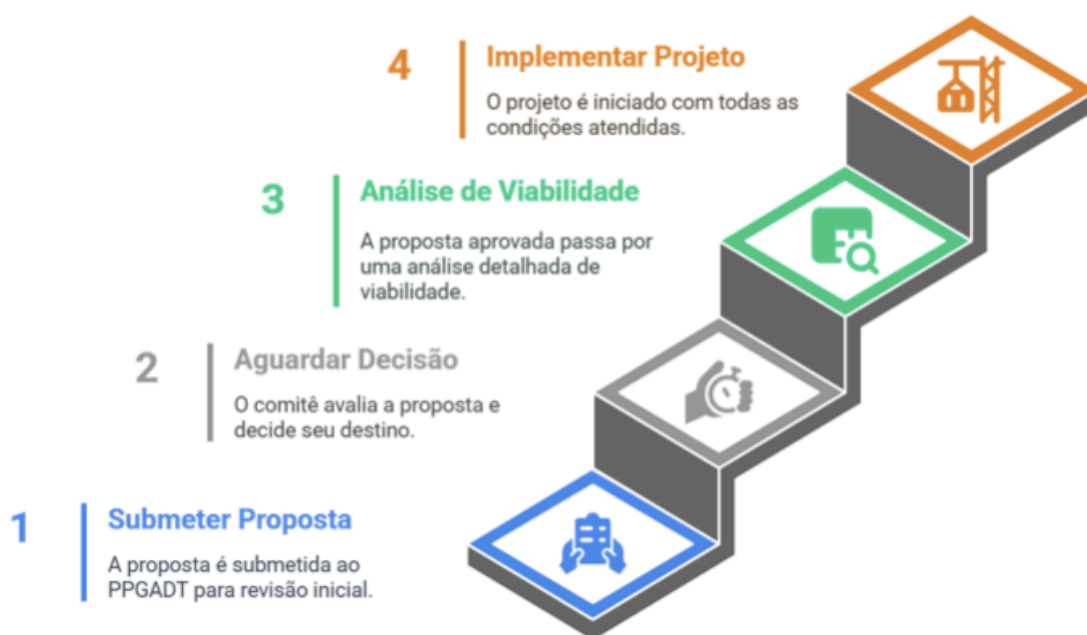 4
Implementar Projeto
O projeto é iniciado com todas as
condições atendidas.
3
Análise de Viabilidade
A proposta aprovada passa por
uma análise detalhada de
viabilidade.
2
Aguardar Decisão
O comitê avalia a proposta e
decide seu destino.
1
Submeter Proposta
A proposta é submetida ao
PPGADT para revisão inicial.